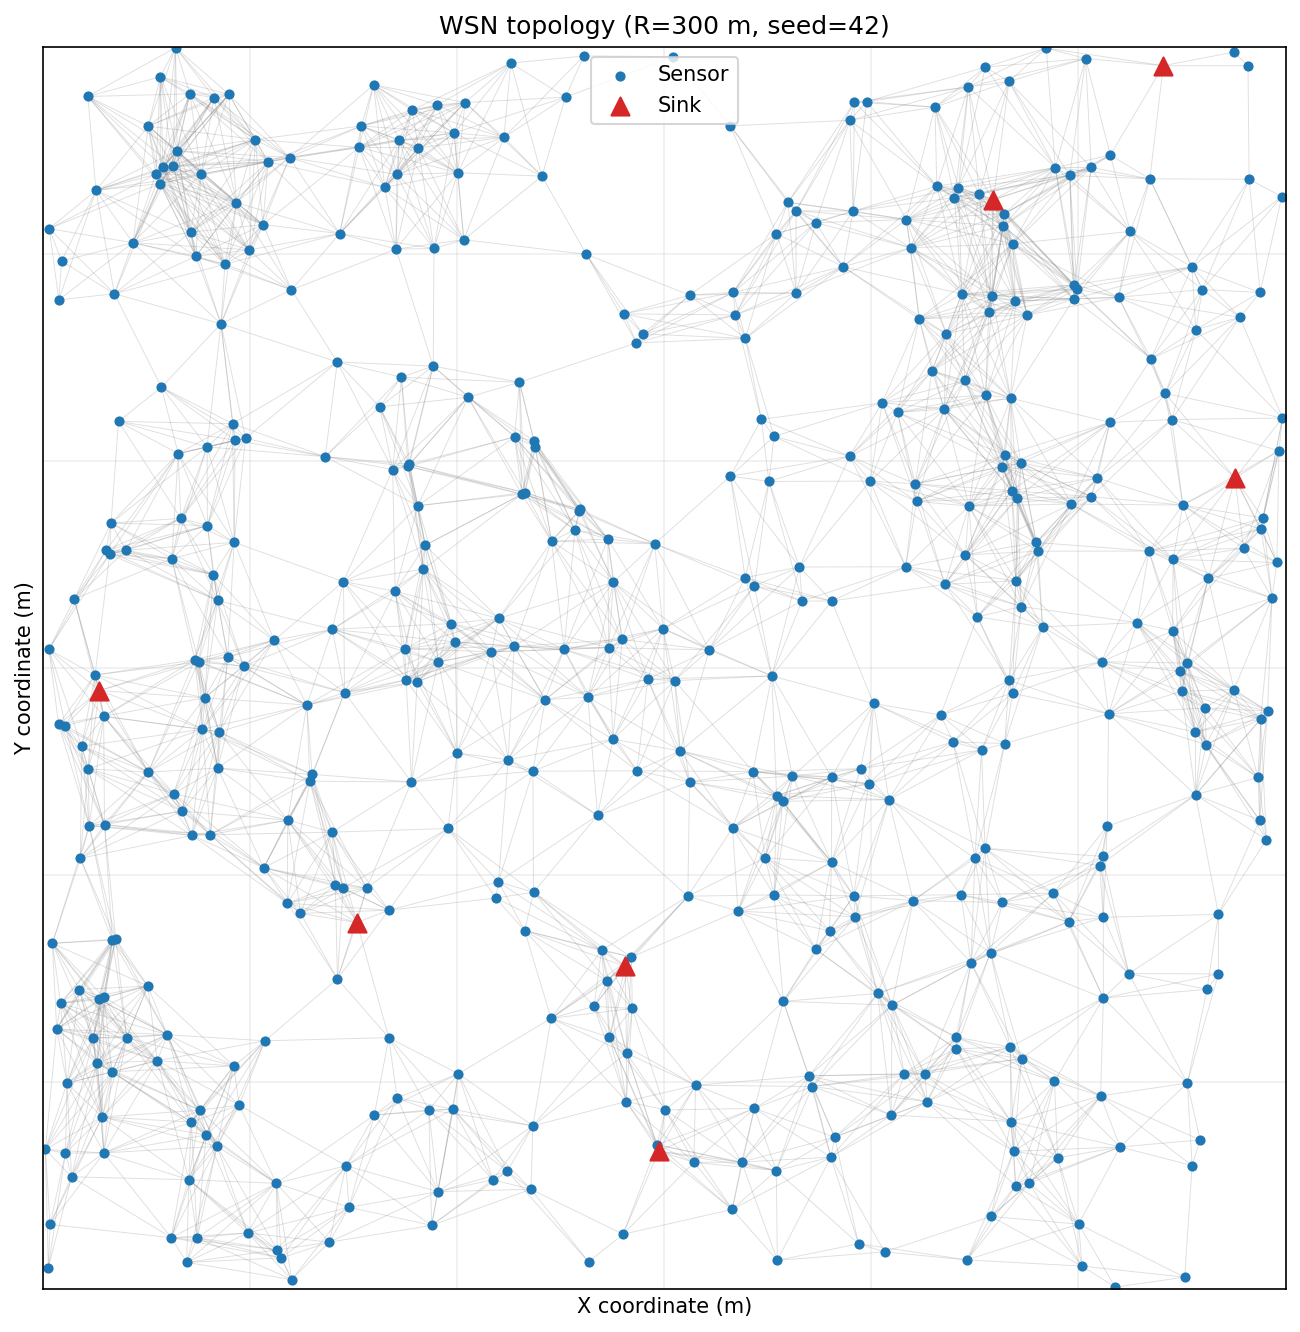 WSN topology (R=300 m, seed=42)
Sensor
Sink
Y coordinate (m)
X coordinate (m)